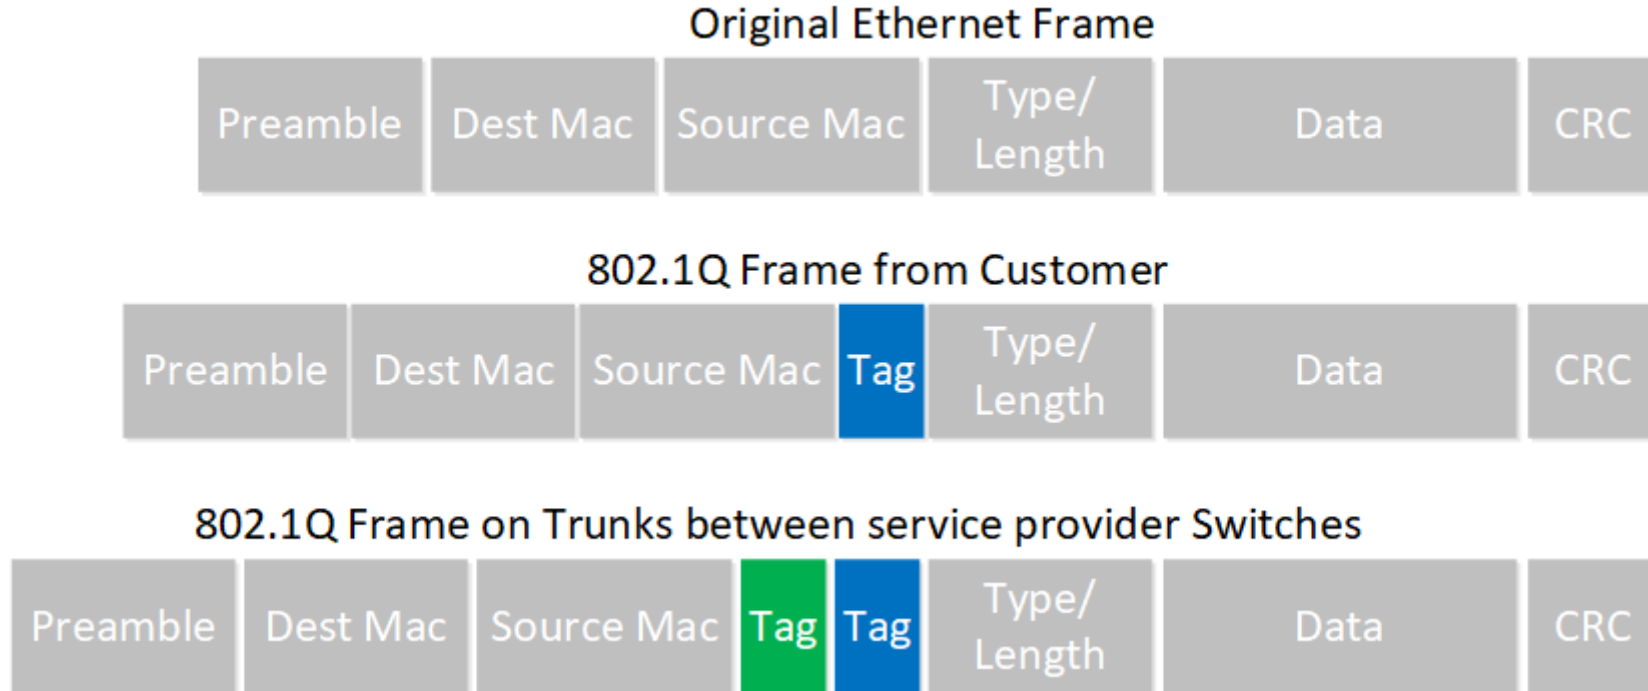 Original Ethernet Frame
Preamble Dest Mac Source Mac Type/ Data CRC
Length
802.1Q Frame from Customer
Preamble Dest Mac Source Mac Tag Type/ Data CRC
Length
802.1Q Frame on Trunks between service provider Switches
Preamble Dest Mac Source Mac Tag Tag Type/ Data CRC
Length